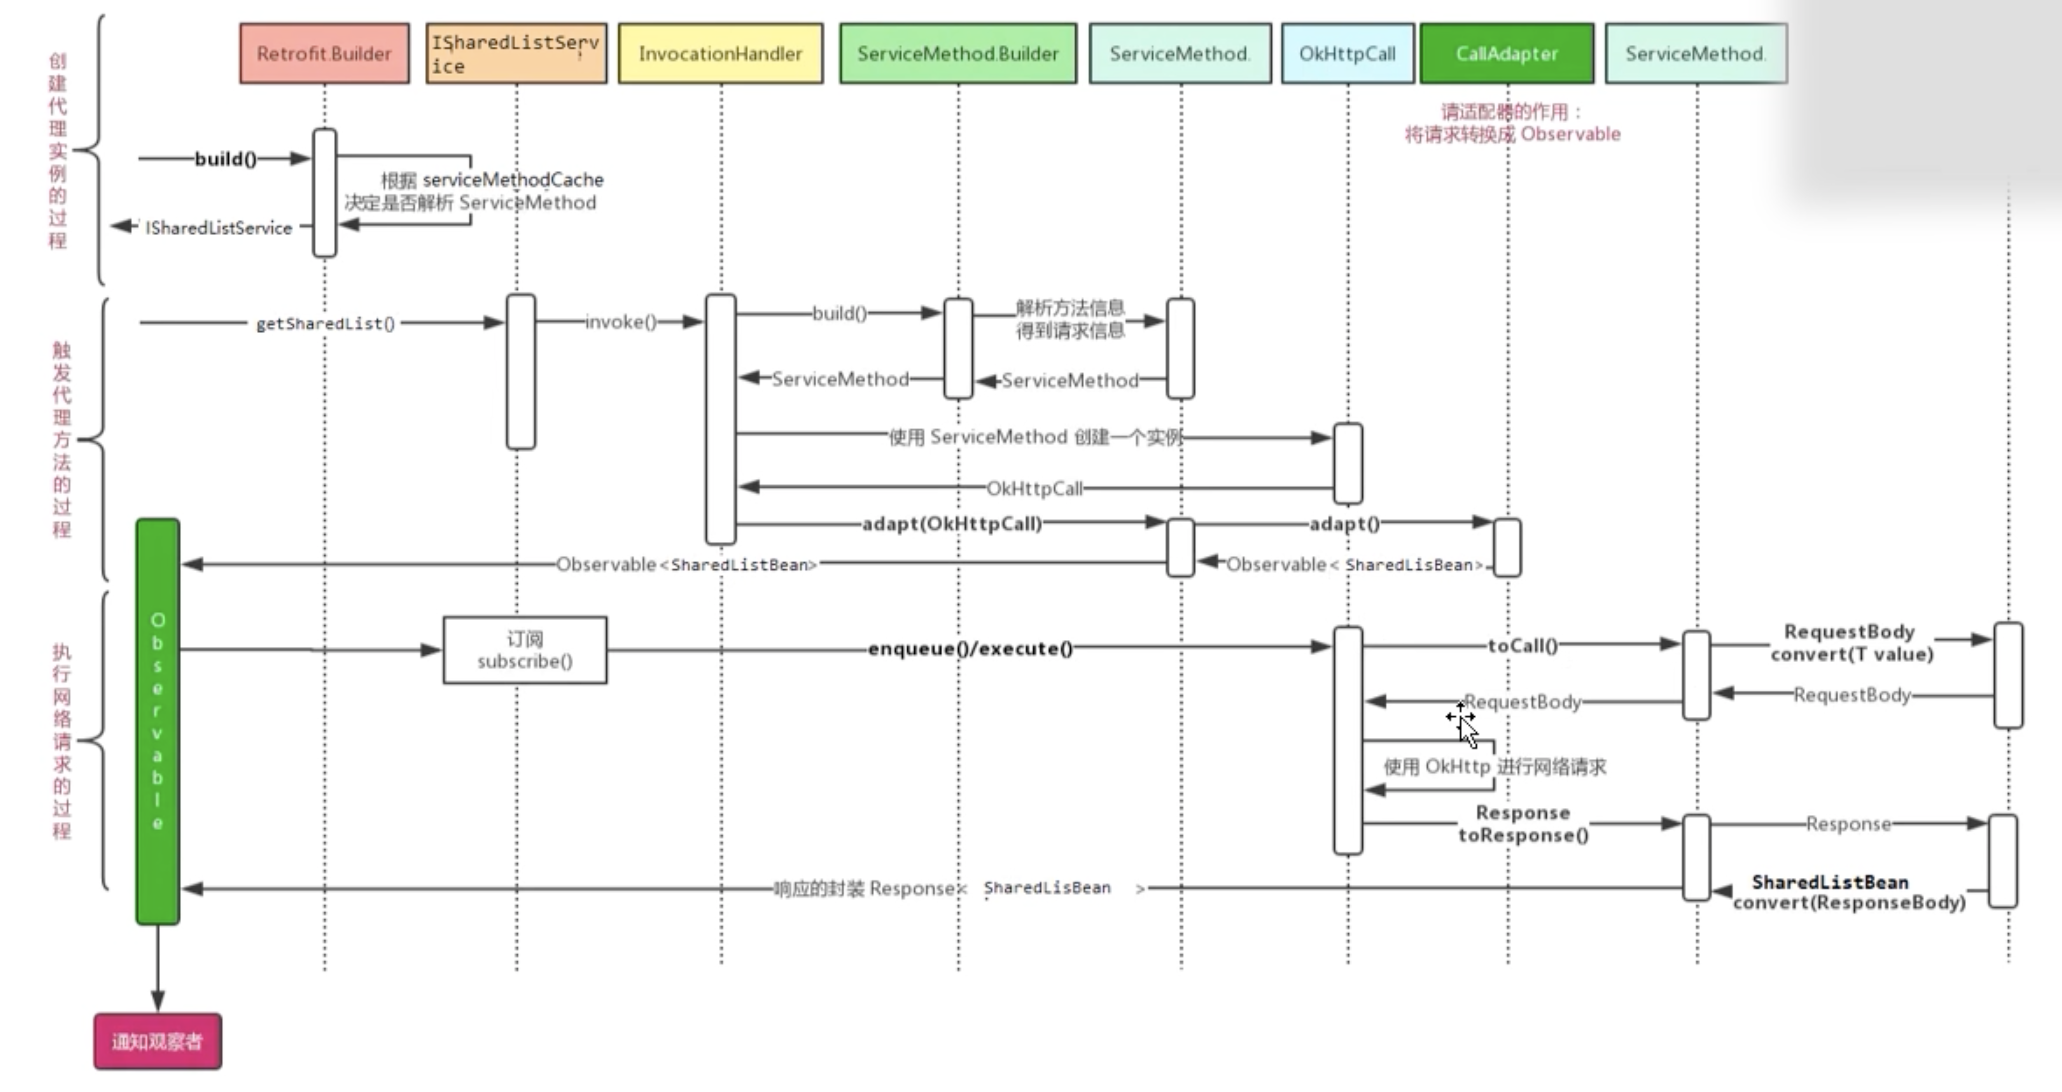 Retrofit.Builder
ISharedListServ
ice
InvocationHandler
ServiceMethod.Builder
ServiceMethod.
OkHttpCall
CallAdapter
ServiceMethod.
请适配器的作用：
将请求转换成 Observable
创建代理实例的过程
build()
根据 serviceMethodCache
决定是否解析 ServiceMethod
ISharedListService
触发代理方法的过程
getSharedList()
invoke()
build()
解析方法信息
得到请求信息
ServiceMethod
ServiceMethod
使用 ServiceMethod 创建一个实例
OkHttpCall
adapt(OkHttpCall)
adapt()
Observable<SharedListBean>
Observable< SharedLisBean>
执行网络请求的过程
Observable
订阅
subscribe()
enqueue()/execute()
toCall()
RequestBody
convert(T value)
RequestBody
RequestBody
使用 OkHttp 进行网络请求
Response
toResponse()
Response
响应的封装 Response< SharedLisBean >
SharedListBean
convert(ResponseBody)
通知观察者